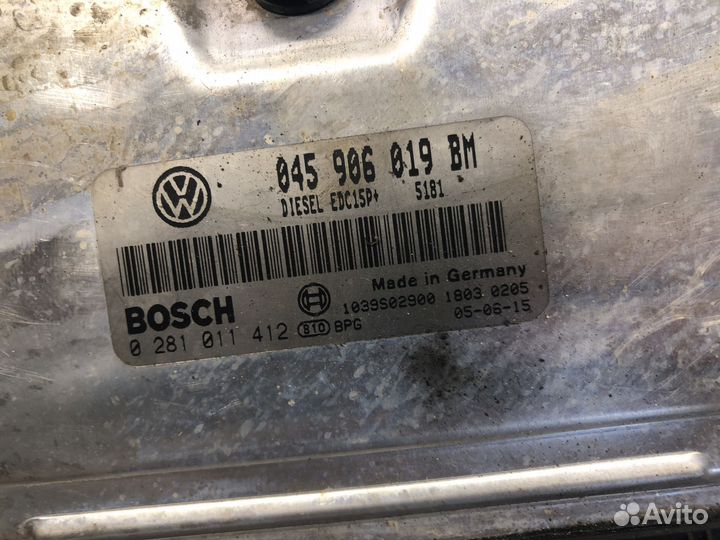 045 906 019 BM
DIESEL EDC15P+ 5181
Made in Germany
BOSCH
1039S02900 1803 0205
0 281 011 412 B10 BPG
05-06-15
Avito